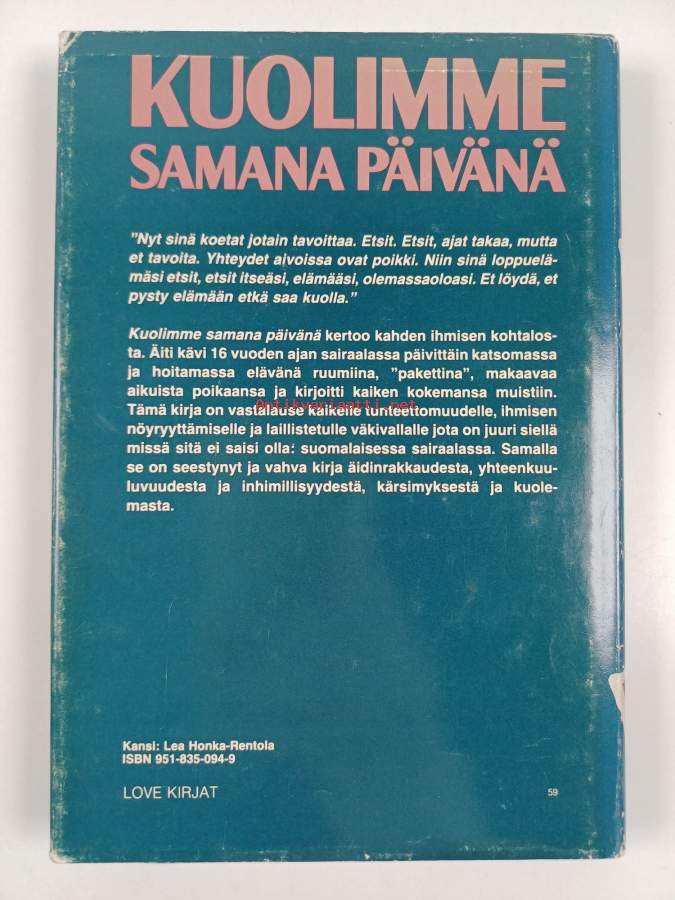 KUOLIMME
SAMANA PÄIVÄNÄ
"Nyt sinä koetat jotain tavoittaa. Etsit. Etsit, ajat takaa, mutta
et tavoita. Yhteydet aivoissa ovat poikki. Niin sinä loppuelä-
mäsi etsit, etsit itseäsi, elämääsi, olemassaoloasi. Et löydä, et
pysty elämään etkä saa kuolla."
Kuolimme samana päivänä kertoo kahden ihmisen kohtalos-
ta. Äiti kävi 16 vuoden ajan sairaalassa päivittäin katsomassa
ja hoitamassa elävänä ruumiina, "pakettina", makaavaa
aikuista poikaansa ja kirjoitti kaiken kokemansa muistiin.
Antikvariaatti.net
Tämä kirja on vastalause kaikelle tunteettomuudelle, ihmisen
nöyryyttämiselle ja laillistetulle väkivallalle jota on juuri siellä
missä sitä ei saisi olla: suomalaisessa sairaalassa. Samalla
se on seestynyt ja vahva kirja äidinrakkaudesta, yhteenkuu-
luvuudesta ja inhimillisyydestä, kärsimyksestä ja kuole-
masta.
Kansi: Lea Honka-Rentola
ISBN 951-835-094-9
LOVE KIRJAT
59